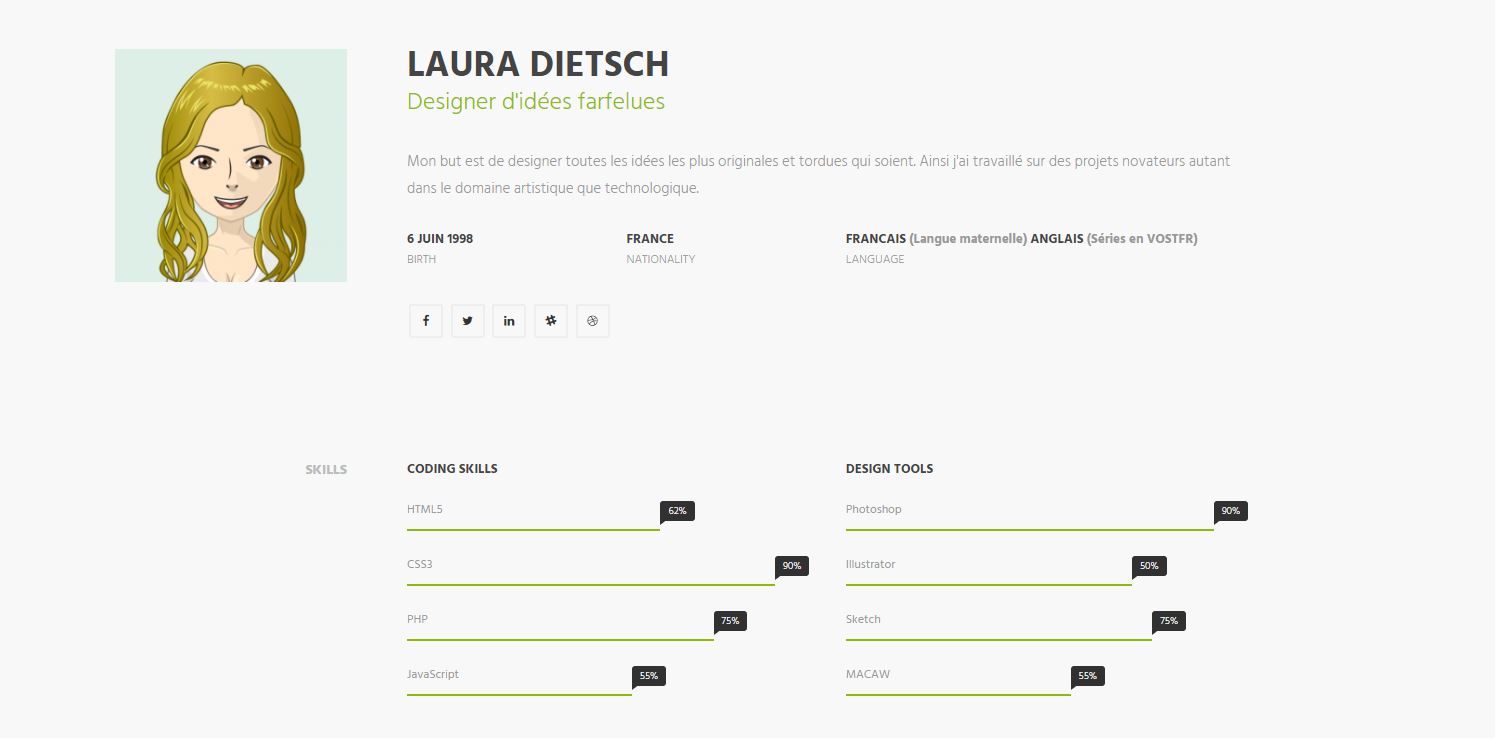 LAURA DIETSCH
Designer d'idées farfelues
Mon but est de designer toutes les idées les plus originales et tordues qui soient. Ainsi j'ai travaillé sur des projets novateurs autant
dans le domaine artistique que technologique.
6 JUIN 1998
BIRTH
FRANCE
NATIONALITY
FRANCAIS (Langue maternelle) ANGLAIS (Séries en VOSTFR)
LANGUAGE
SKILLS
CODING SKILLS
HTML5 62%
CSS3 90%
PHP 75%
JavaScript 55%
DESIGN TOOLS
Photoshop 90%
Illustrator 50%
Sketch 75%
MACAW 55%